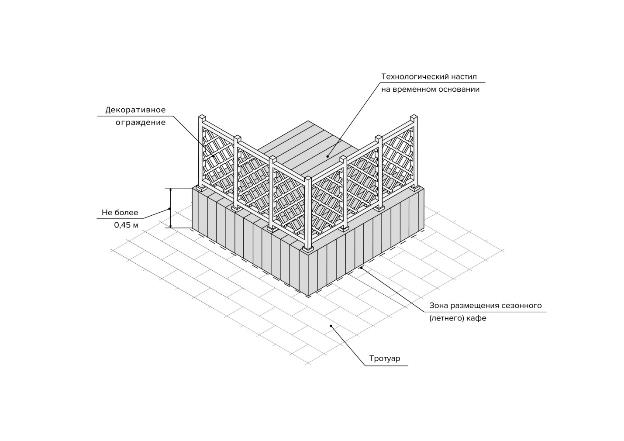 Технологический настил
на временном основании
Декоративное
ограждение
Не более
0,45 м
Зона размещения сезонного
(летнего) кафе
Тротуар